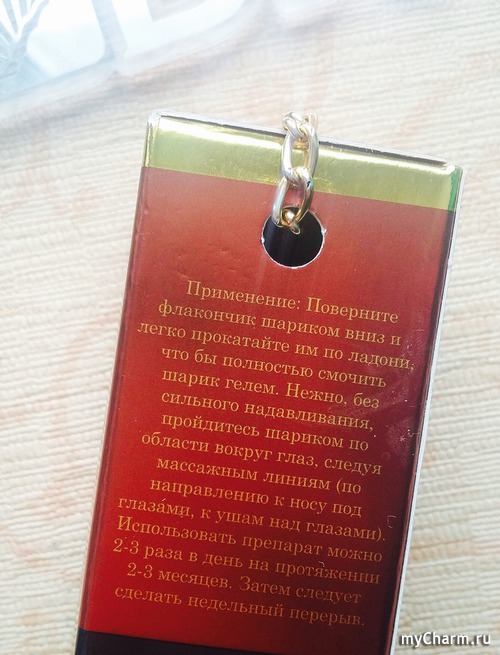 Применение: Поверните
флакончик шариком вниз и
легко прокатайте им по ладони,
что бы полностью смочить
шарик гелем. Нежно, без
сильного надавливания,
пройдитесь шариком по
области вокруг глаз, следуя
массажным линиям (по
направлению к носу под
глаза́ми, к ушам над глазами).
Использовать препарат можно
2-3 раза в день на протяжении
2-3 месяцев. Затем следует
сделать недельный перерыв.
myCharm.ru